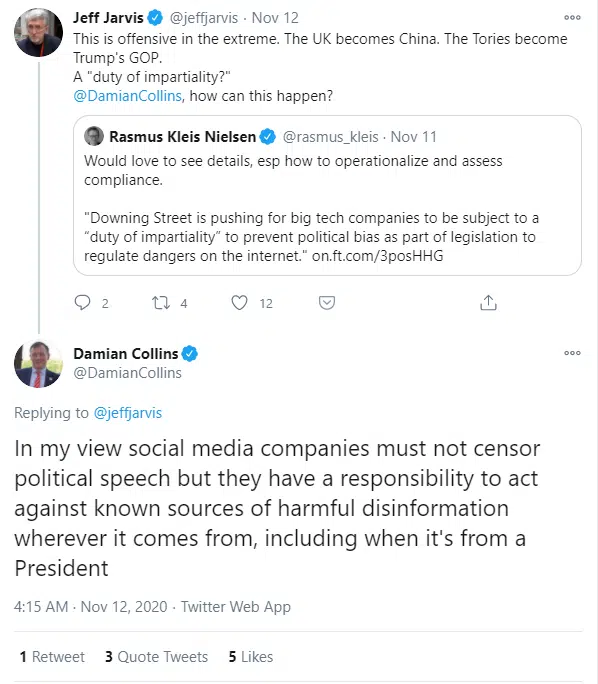 Jeff Jarvis @jeffjarvis · Nov 12
This is offensive in the extreme. The UK becomes China. The Tories become
Trump's GOP.
A "duty of impartiality?"
@DamianCollins, how can this happen?
Rasmus Kleis Nielsen @rasmus_kleis · Nov 11
Would love to see details, esp how to operationalize and assess
compliance.
"Downing Street is pushing for big tech companies to be subject to a
“duty of impartiality” to prevent political bias as part of legislation to
regulate dangers on the internet." on.ft.com/3posHHG
2 4 12
Damian Collins
@DamianCollins
Replying to @jeffjarvis
In my view social media companies must not censor
political speech but they have a responsibility to act
against known sources of harmful disinformation
wherever it comes from, including when it's from a
President
4:15 AM · Nov 12, 2020 · Twitter Web App
1 Retweet 3 Quote Tweets 5 Likes